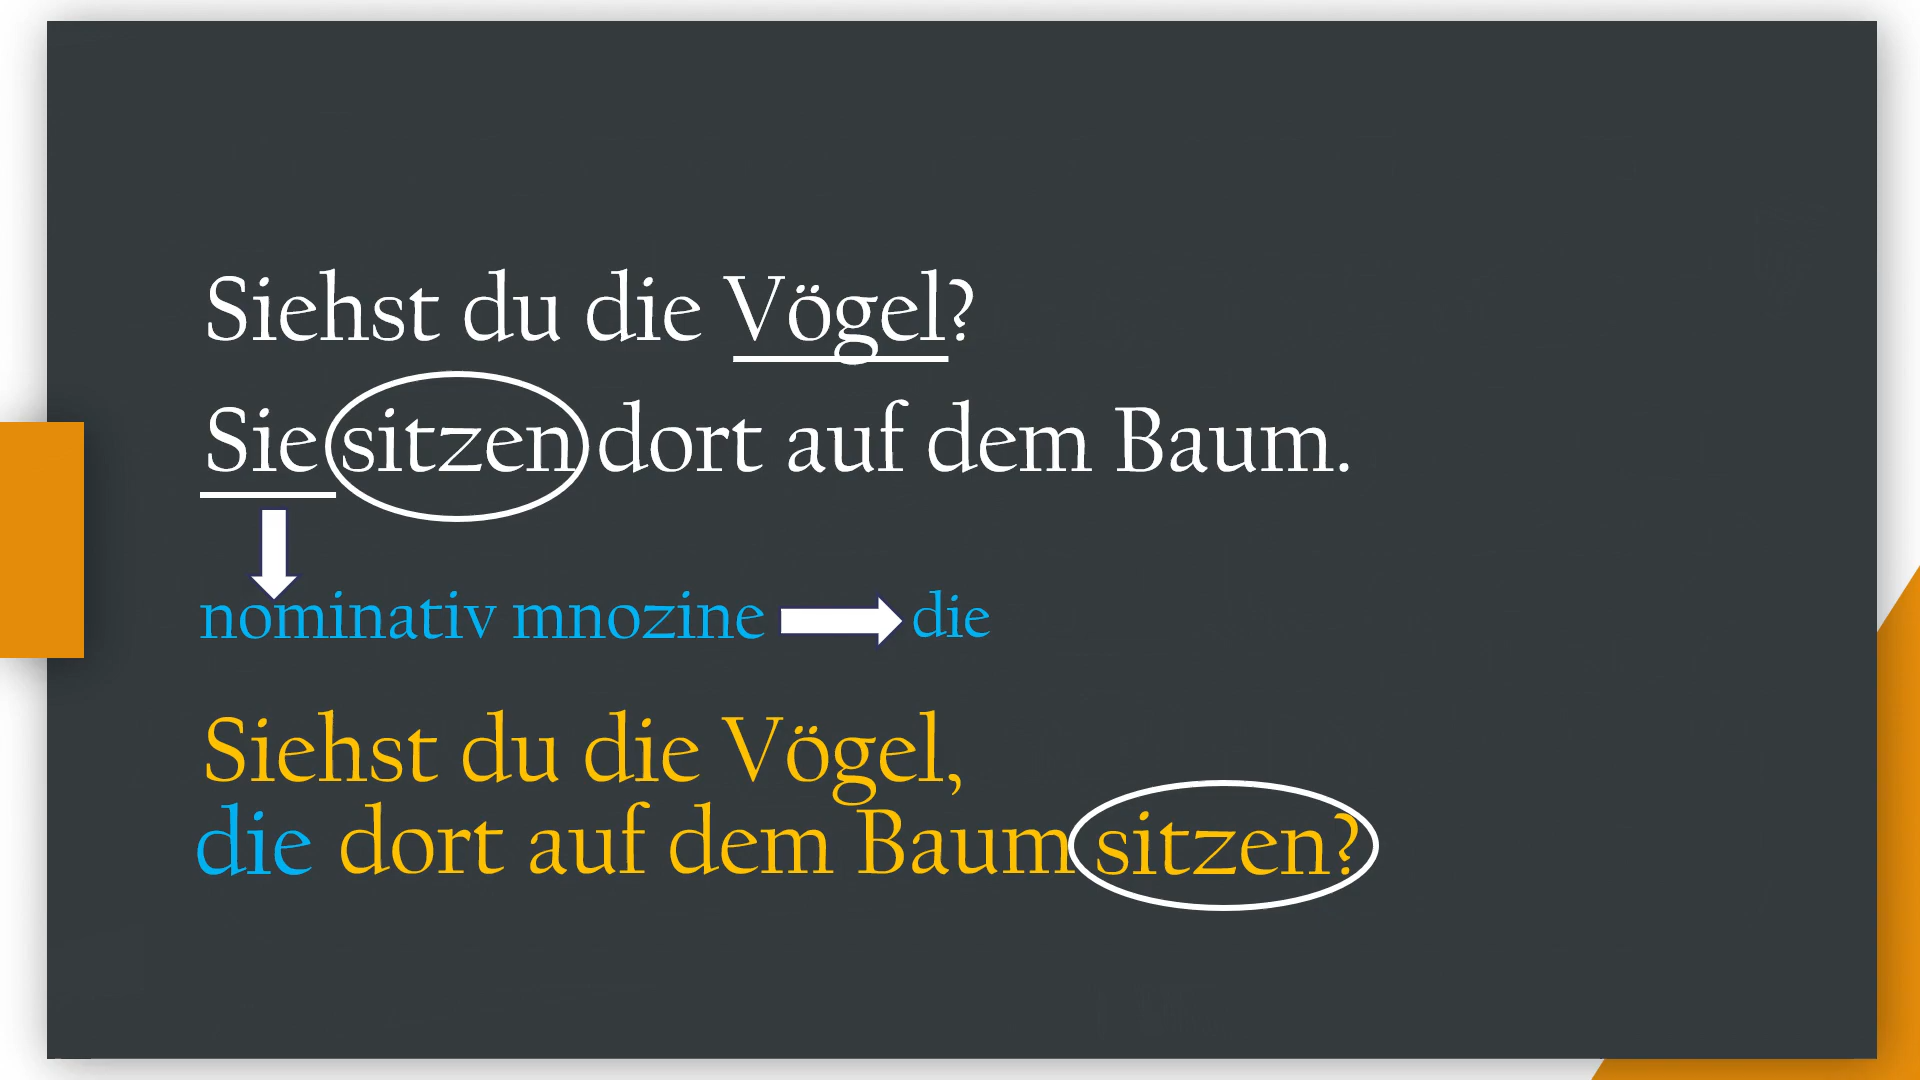 Siehst du die Vögel?
Sie sitzen dort auf dem Baum.
nominativ mnozine die
Siehst du die Vögel,
die dort auf dem Baum sitzen?